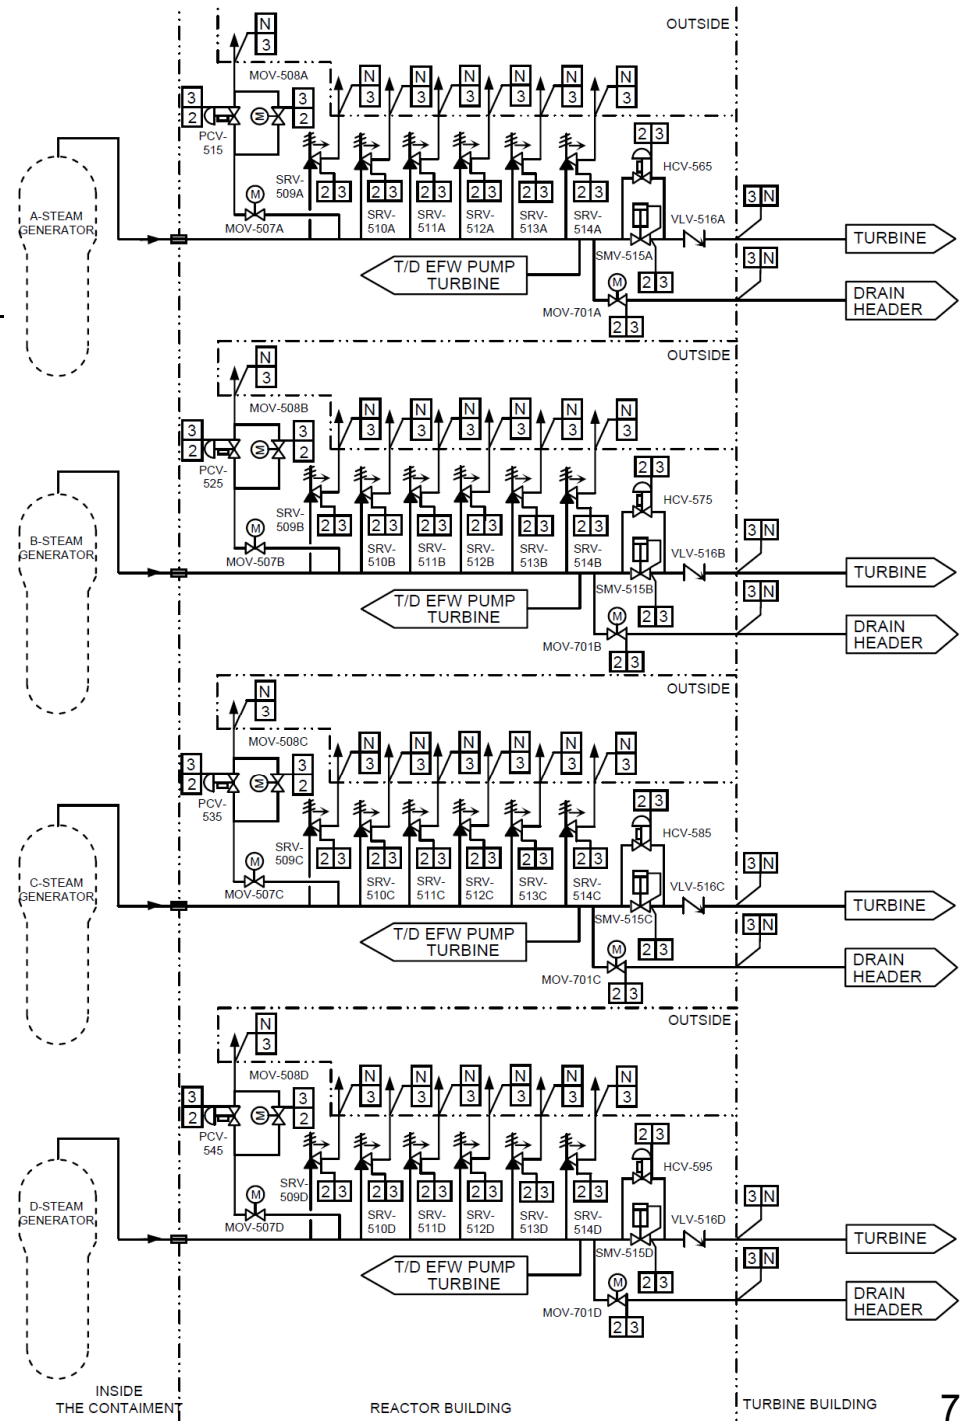 OUTSIDE
N
3
MOV-508A
N 3
N 3
N 3
N 3
N 3
N 3
3 2
M
3 2
PCV-
515
2 3
HCV-565
SRV-
509A
2 3
2 3
2 3
2 3
2 3
2 3
3 N
A-STEAM
GENERATOR
M
MOV-507A
SRV-
510A
SRV-
511A
SRV-
512A
SRV-
513A
SRV-
514A
VLV-516A
TURBINE
SMV-515A
3 N
T/D EFW PUMP
TURBINE
M
2 3
DRAIN
HEADER
MOV-701A
2 3
OUTSIDE
N
3
MOV-508B
N 3
N 3
N 3
N 3
N 3
N 3
3 2
M
3 2
PCV-
525
2 3
HCV-575
SRV-
509B
2 3
2 3
2 3
2 3
2 3
2 3
3 N
B-STEAM
GENERATOR
M
MOV-507B
SRV-
510B
SRV-
511B
SRV-
512B
SRV-
513B
SRV-
514B
VLV-516B
TURBINE
SMV-515B
3 N
T/D EFW PUMP
TURBINE
M
2 3
DRAIN
HEADER
MOV-701B
2 3
OUTSIDE
N
3
MOV-508C
N 3
N 3
N 3
N 3
N 3
N 3
3 2
M
3 2
PCV-
535
2 3
HCV-585
SRV-
509C
2 3
2 3
2 3
2 3
2 3
2 3
3 N
C-STEAM
GENERATOR
M
MOV-507C
SRV-
510C
SRV-
511C
SRV-
512C
SRV-
513C
SRV-
514C
VLV-516C
TURBINE
SMV-515C
3 N
T/D EFW PUMP
TURBINE
M
2 3
DRAIN
HEADER
MOV-701C
2 3
OUTSIDE
N
3
MOV-508D
N 3
N 3
N 3
N 3
N 3
N 3
3 2
M
3 2
PCV-
545
2 3
HCV-595
SRV-
509D
2 3
2 3
2 3
2 3
2 3
2 3
3 N
D-STEAM
GENERATOR
M
MOV-507D
SRV-
510D
SRV-
511D
SRV-
512D
SRV-
513D
SRV-
514D
VLV-516D
TURBINE
SMV-515D
3 N
T/D EFW PUMP
TURBINE
M
2 3
DRAIN
HEADER
MOV-701D
2 3
INSIDE
THE CONTAIMENT
REACTOR BUILDING
TURBINE BUILDING
7